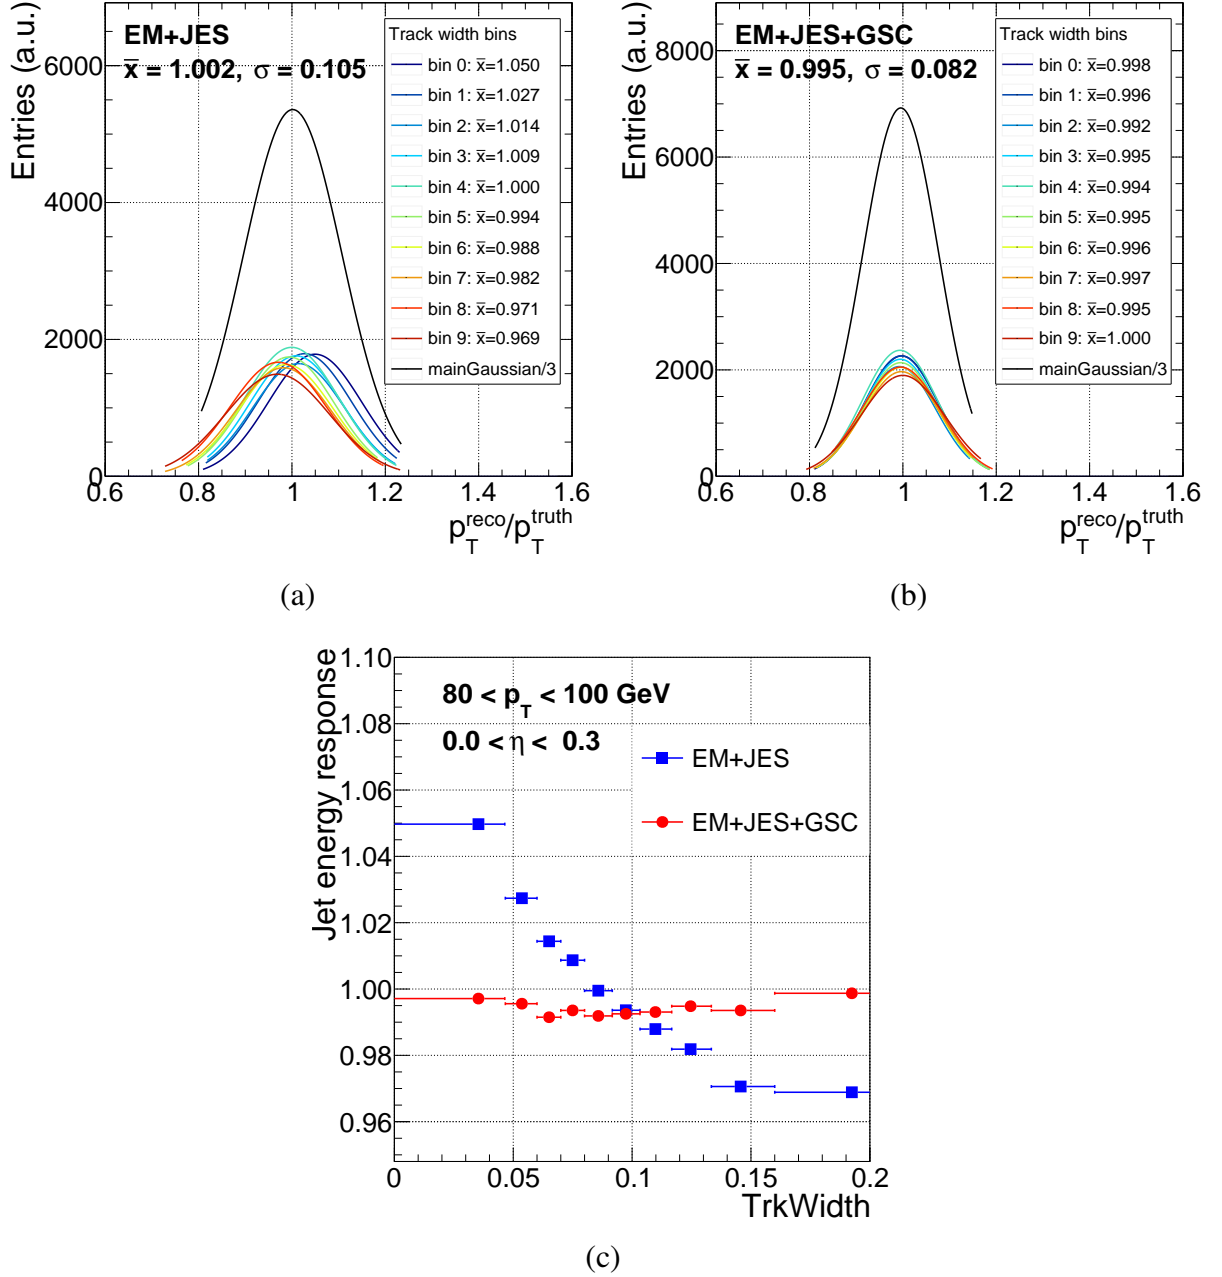 EM+JES
x̄ = 1.002, σ = 0.105
Track width bins
bin 0: x̄=1.050
bin 1: x̄=1.027
bin 2: x̄=1.014
bin 3: x̄=1.009
bin 4: x̄=1.000
bin 5: x̄=0.994
bin 6: x̄=0.988
bin 7: x̄=0.982
bin 8: x̄=0.971
bin 9: x̄=0.969
mainGaussian/3
Entries (a.u.)
6000
4000
2000
0
0.6 0.8 1 1.2 1.4 1.6
p_T^reco/p_T^truth
(a)
EM+JES+GSC
x̄ = 0.995, σ = 0.082
Track width bins
bin 0: x̄=0.998
bin 1: x̄=0.996
bin 2: x̄=0.992
bin 3: x̄=0.995
bin 4: x̄=0.994
bin 5: x̄=0.995
bin 6: x̄=0.996
bin 7: x̄=0.997
bin 8: x̄=0.995
bin 9: x̄=1.000
mainGaussian/3
Entries (a.u.)
8000
6000
4000
2000
0
0.6 0.8 1 1.2 1.4 1.6
p_T^reco/p_T^truth
(b)
Jet energy response
1.10
1.08
1.06
1.04
1.02
1.00
0.98
0.96
80 < p_T < 100 GeV
0.0 < η < 0.3
EM+JES
EM+JES+GSC
0 0.05 0.1 0.15 0.2
TrkWidth
(c)